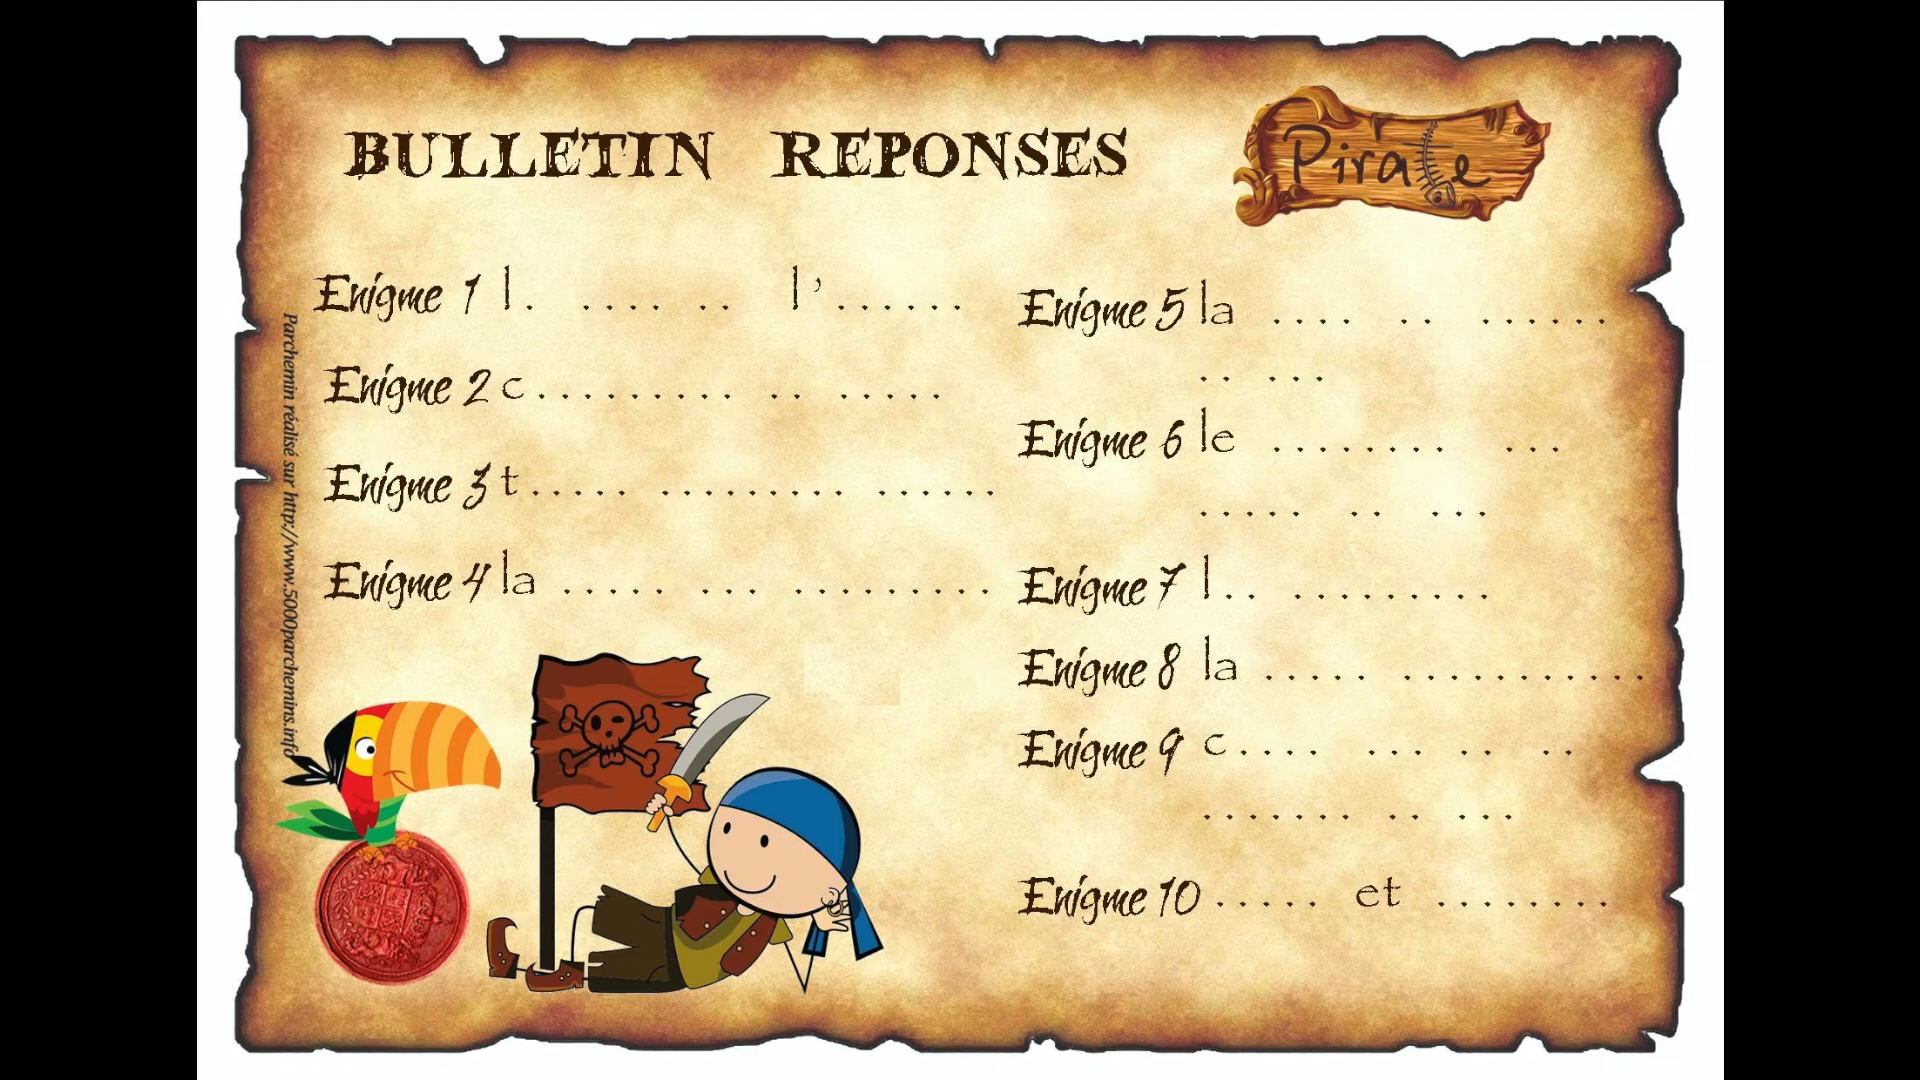 BULLETIN REPONSES
Pirate
Enigme 1 l. .... .. l'......
Enigme 2 c.......... .. .....
Enigme 3 t..... ......... ......
Enigme 4 la ..... ... .........
Enigme 5 la .... .. ......
.. ...
Enigme 6 le ........ ...
..... .. ...
Enigme 7 l.. .........
Enigme 8 la ..... ...........
Enigme 9 c.... ... .. ..
....... .. ...
Enigme 10 ..... et ........
Parchemin réalisé sur http://www.5000parchemins.info